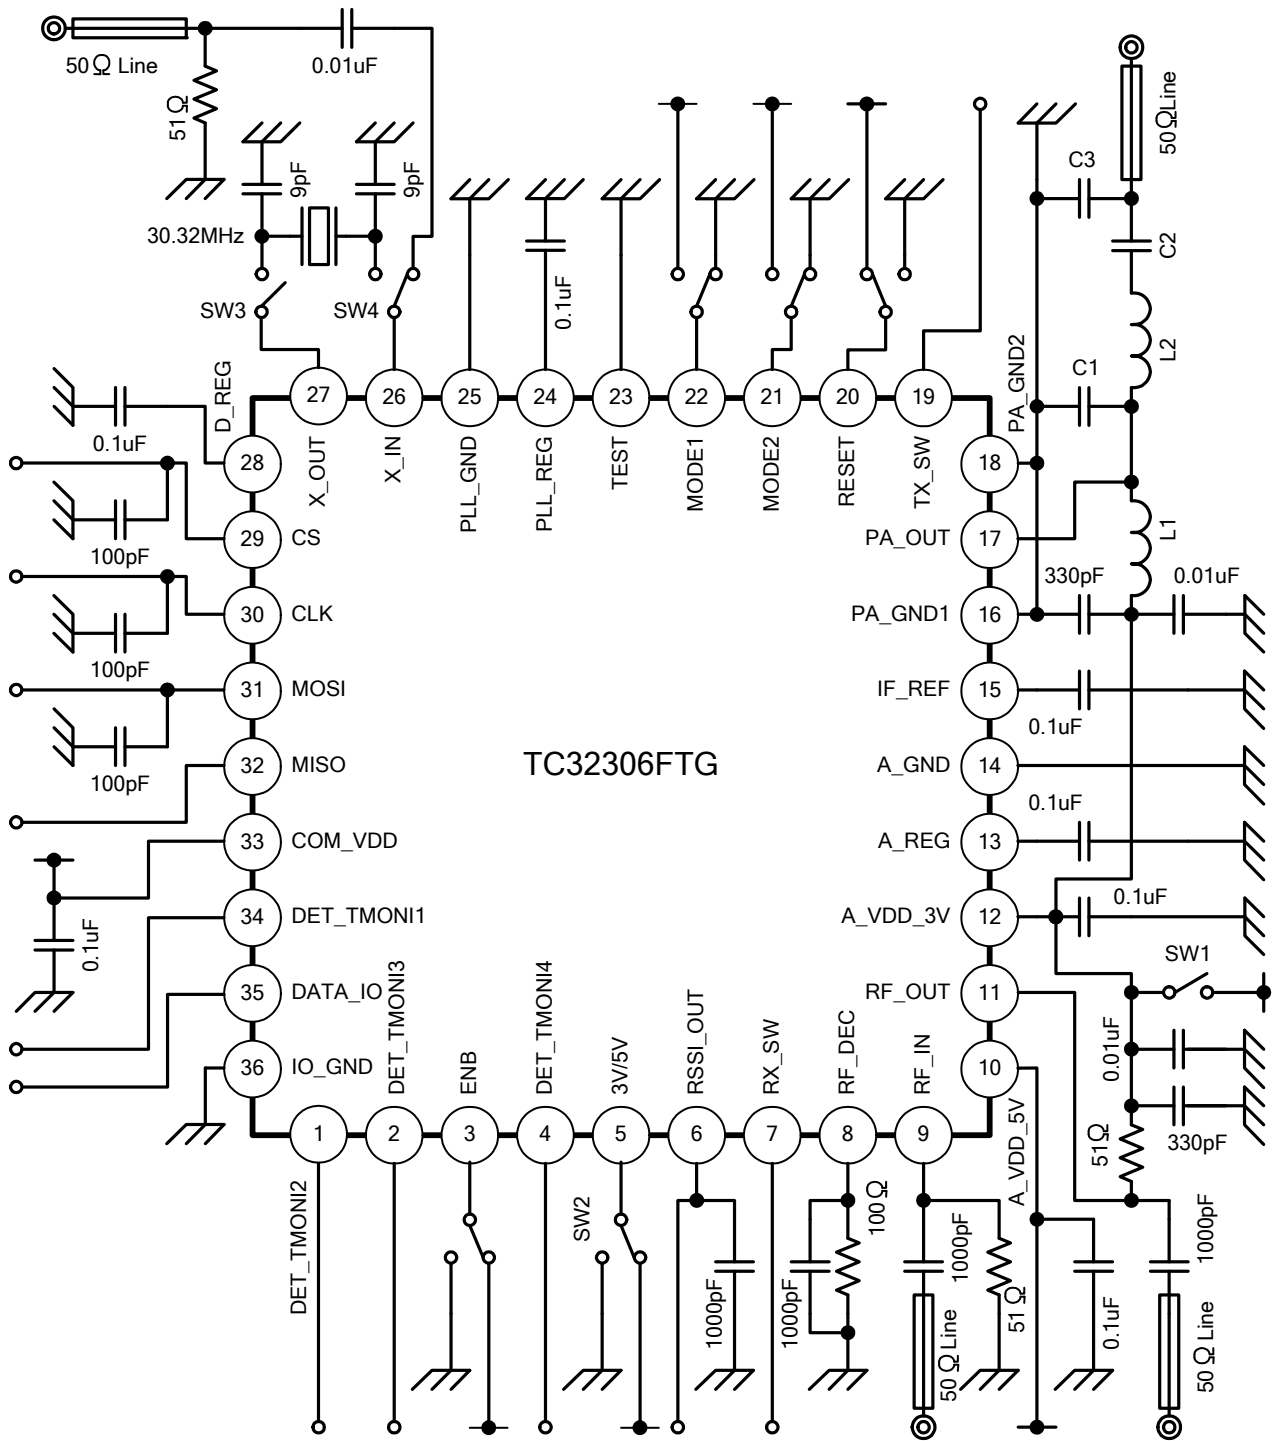 50Ω Line
0.01uF
51Ω
9pF
9pF
30.32MHz
SW3
SW4
0.1uF
50ΩLine
C3
C2
L2
C1
L1
PA_GND2
330pF
0.01uF
27
26
25
24
23
22
21
20
19
D_REG
X_OUT
X_IN
PLL_GND
PLL_REG
TEST
MODE1
MODE2
RESET
TX_SW
0.1uF
28
18
100pF
29
CS
PA_OUT
17
100pF
30
CLK
PA_GND1
16
100pF
31
MOSI
IF_REF
15
0.1uF
32
MISO
TC32306FTG
A_GND
14
0.1uF
33
COM_VDD
A_REG
13
0.1uF
34
DET_TMONI1
A_VDD_3V
12
0.1uF
SW1
35
DATA_IO
RF_OUT
11
0.01uF
36
IO_GND
10
330pF
51Ω
A_VDD_5V
DET_TMONI3
ENB
DET_TMONI4
3V/5V
RSSI_OUT
RX_SW
RF_DEC
RF_IN
1
2
3
4
5
6
7
8
9
DET_TMONI2
SW2
1000pF
1000pF
100Ω
1000pF
50Ω Line
51Ω
0.1uF
1000pF
50Ω Line